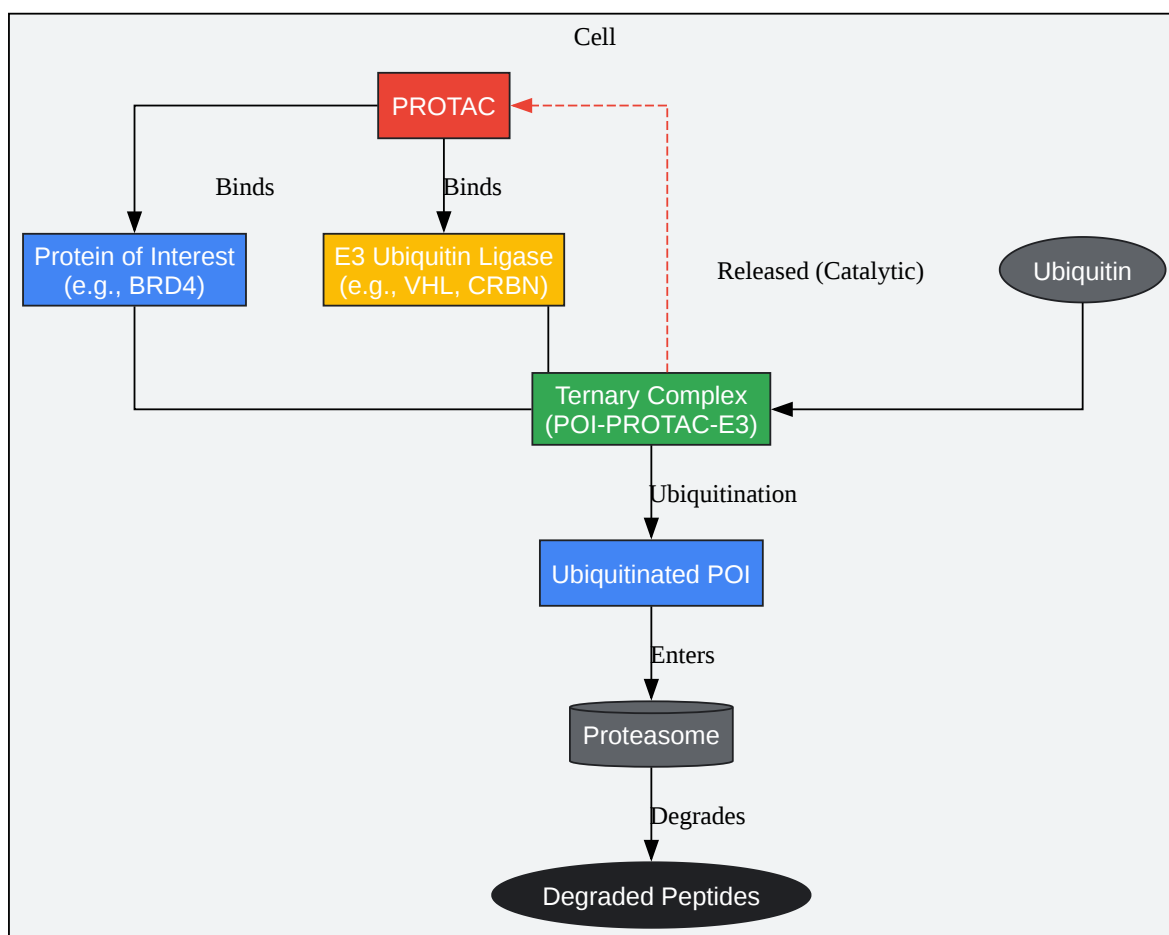 Cell
PROTAC
Binds
Binds
Protein of Interest
(e.g., BRD4)
E3 Ubiquitin Ligase
(e.g., VHL, CRBN)
Released (Catalytic)
Ubiquitin
Ternary Complex
(POI-PROTAC-E3)
Ubiquitination
Ubiquitinated POI
Enters
Proteasome
Degrades
Degraded Peptides